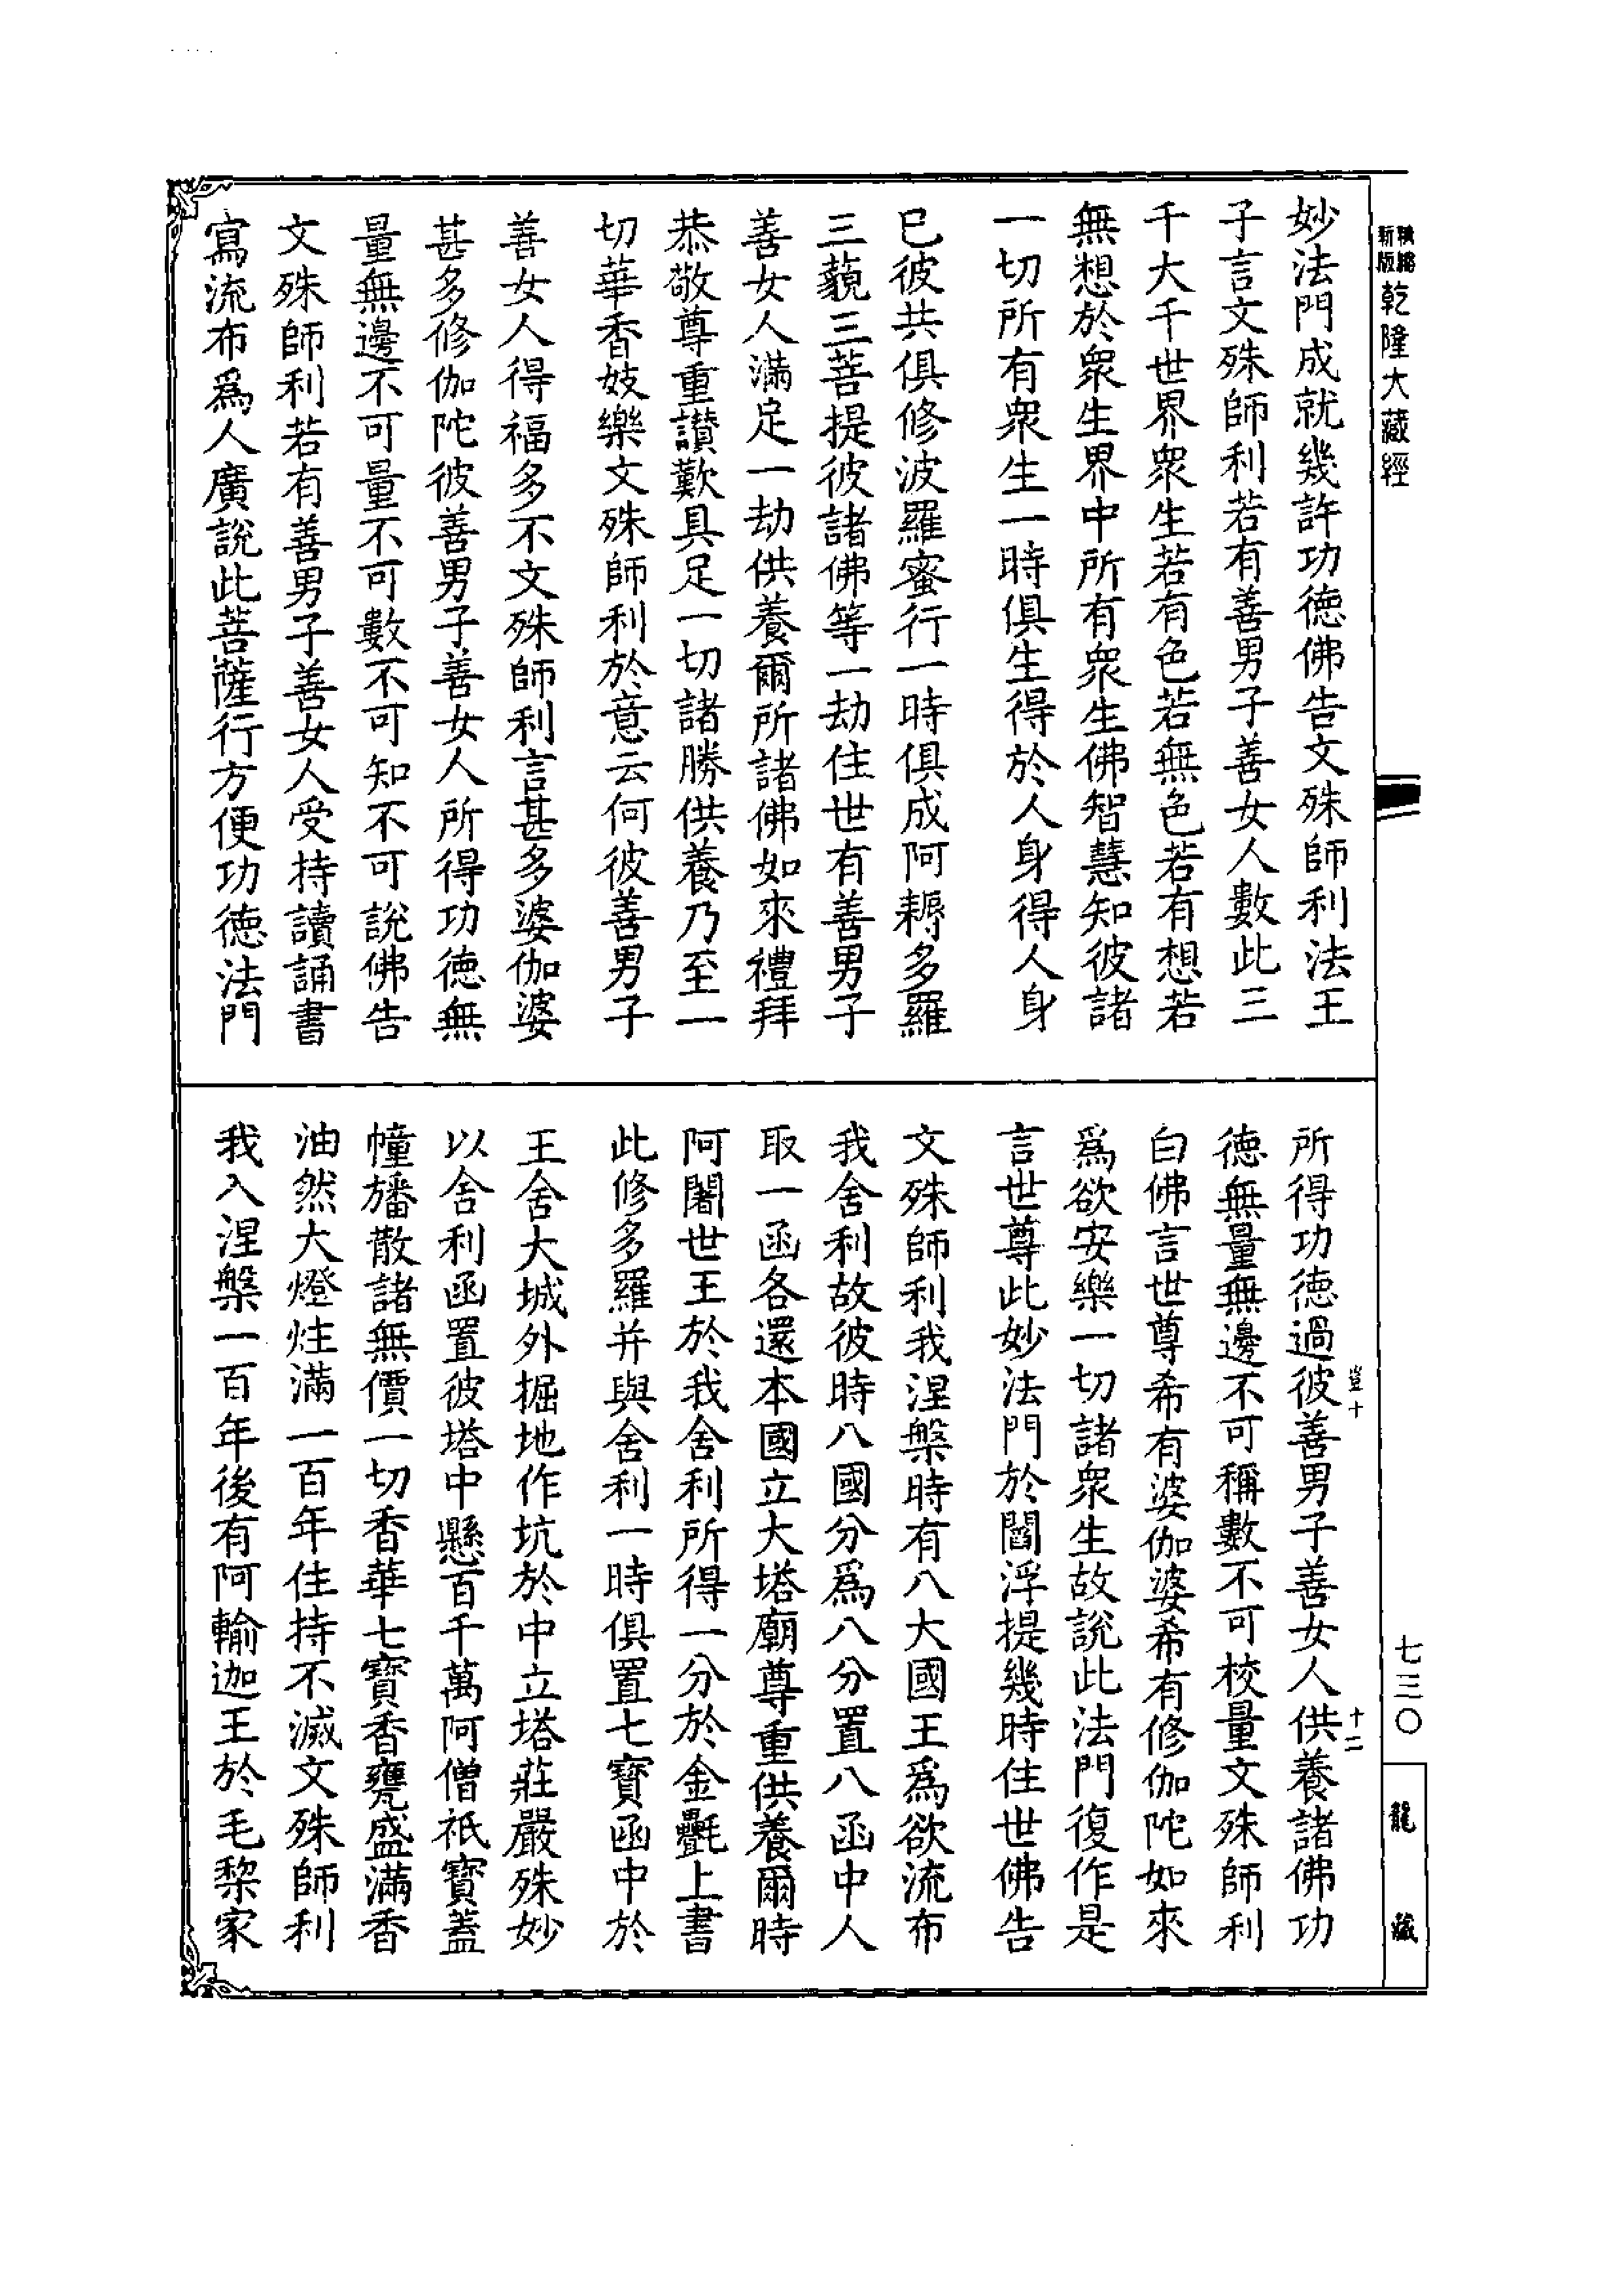 新版
精縮
乾隆大藏經
妙法門成就幾許功德佛告文殊師利法王
子言文殊師利若有善男子善女人數此三
千大千世界眾生若有色若無色若有想若
無想於眾生界中所有眾生佛智慧知彼諸
一切所有眾生一時俱生得於人身得人身
已彼共俱修波羅蜜行一時俱成阿耨多羅
三藐三菩提彼諸佛等一劫住世有善男子
善女人滿足一劫供養爾所諸佛如來禮拜
恭敬尊重讚歎具足一切諸勝供養乃至一
切華香妓樂文殊師利於意云何彼善男子
善女人得福多不文殊師利言甚多婆伽婆
甚多修伽陀彼善男子善女人所得功德無
量無邊不可量不可數不可知不可說佛告
文殊師利若有善男子善女人受持讀誦書
寫流布為人廣說此菩薩行方便功德法門
所得功德過彼善男子善女人供養諸佛功
德無量無邊不可稱數不可校量文殊師利
白佛言世尊希有婆伽婆希有修伽陀如來
為欲安樂一切諸眾生故說此法門復作是
言世尊此妙法門於閻浮提幾時住世佛告
文殊師利我涅槃時有八大國王為欲流布
我舍利故彼時八國分為八分置八函中人
取一函各還本國立大塔廟尊重供養爾時
阿闍世王於我舍利所得一分於金氎上書
此修多羅并與舍利一時俱置七寶函中於
王舍大城外掘地作坑於中立塔莊嚴殊妙
以舍利函置彼塔中懸百千萬阿僧祇寶蓋
幢旛散諸無價一切香華七寶香甕盛滿香
油然大燈炷滿一百年住持不滅文殊師利
我入涅槃一百年後有阿輸迦王於毛棃家
豈十
十二
七三〇
龍藏